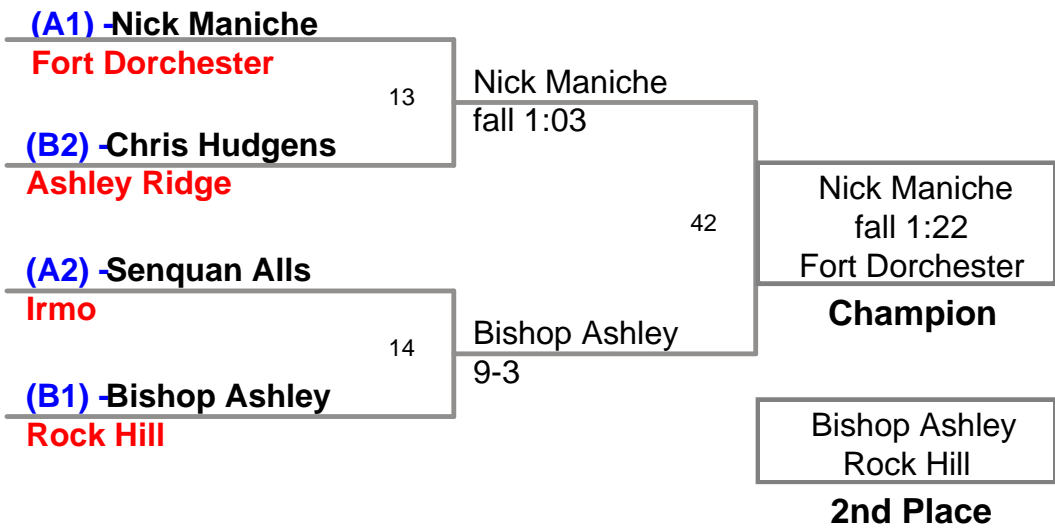 (A1) -Nick Maniche
Fort Dorchester
13
Nick Maniche
fall 1:03
(B2) -Chris Hudgens
Ashley Ridge
42
Nick Maniche
fall 1:22
Fort Dorchester
Champion
(A2) -Senquan Alls
Irmo
14
Bishop Ashley
9-3
(B1) -Bishop Ashley
Rock Hill
Bishop Ashley
Rock Hill
2nd Place